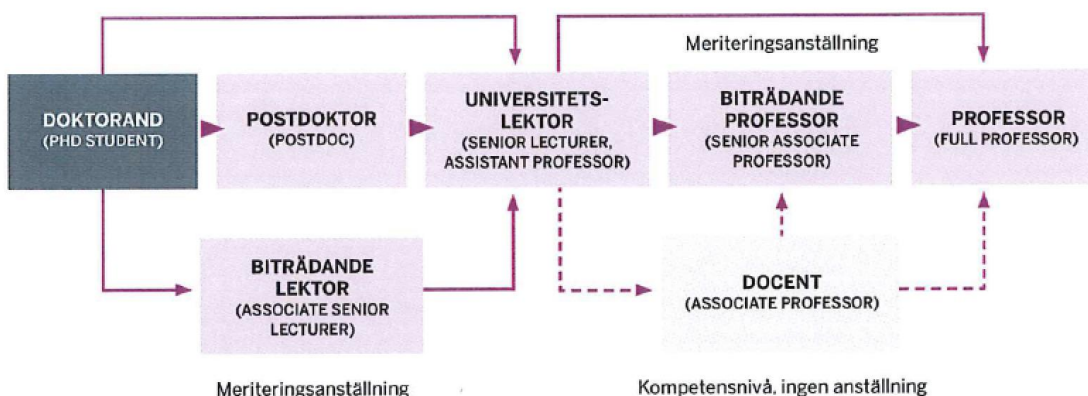 Meriteringsanställning
DOKTORAND
(PHD STUDENT)
POSTDOKTOR
(POSTDOC)
UNIVERSITETS-
LEKTOR
(SENIOR LECTURER,
ASSISTANT PROFESSOR)
BITRÄDANDE
PROFESSOR
(SENIOR ASSOCIATE
PROFESSOR)
PROFESSOR
(FULL PROFESSOR)
BITRÄDANDE
LEKTOR
(ASSOCIATE SENIOR
LECTURER)
DOCENT
(ASSOCIATE PROFESSOR)
Meriteringsanställning
Kompetensnivå, ingen anställning